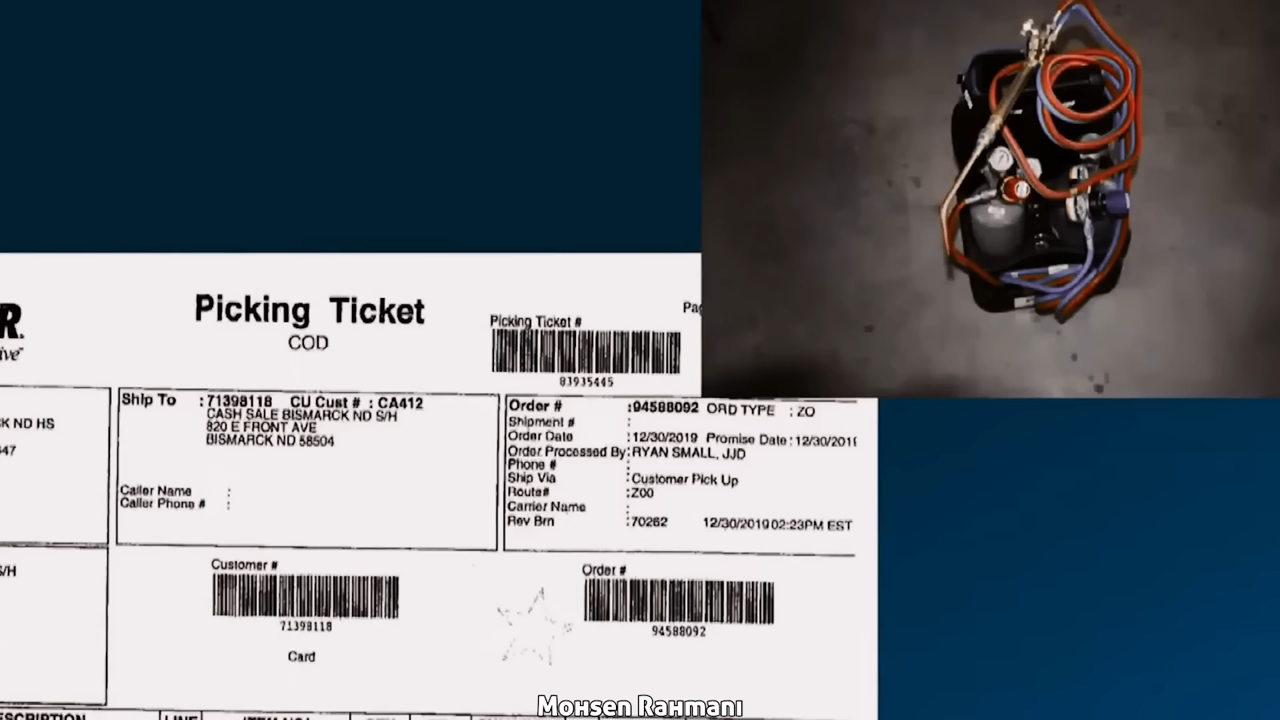 R.
ive™
Picking Ticket
COD
Picking Ticket #
83935445
Pa
K ND HS
47
Ship To :71398118 CU Cust # : CA412
CASH SALE BISMARCK ND S/H
820 E FRONT AVE
BISMARCK ND 58504
Caller Name :
Caller Phone # :
Order # :94588092 ORD TYPE : ZO
Shipment # :
Order Date :12/30/2019 Promise Date : 12/30/201
Order Processed By: RYAN SMALL, JJD
Phone # :
Ship Via :Customer Pick Up
Route# :Z00
Carrier Name :
Rev Brn :70262 12/30/2019 02:23PM EST
S/H
Customer #
71398118
Card
Order #
94588092
ESCRIPTION LINE
Mohsen Rahmani